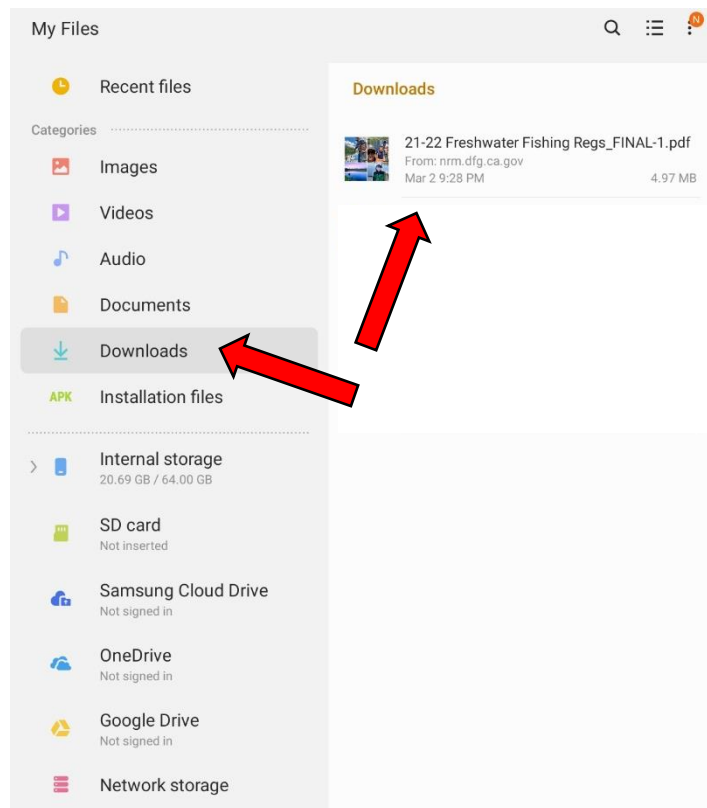 My Files
N
Recent files
Categories
Images
Videos
Audio
Documents
Downloads
APK Installation files
Internal storage
20.69 GB / 64.00 GB
SD card
Not inserted
Samsung Cloud Drive
Not signed in
OneDrive
Not signed in
Google Drive
Not signed in
Network storage
Downloads
21-22 Freshwater Fishing Regs_FINAL-1.pdf
From: nrm.dfg.ca.gov
Mar 2 9:28 PM 4.97 MB